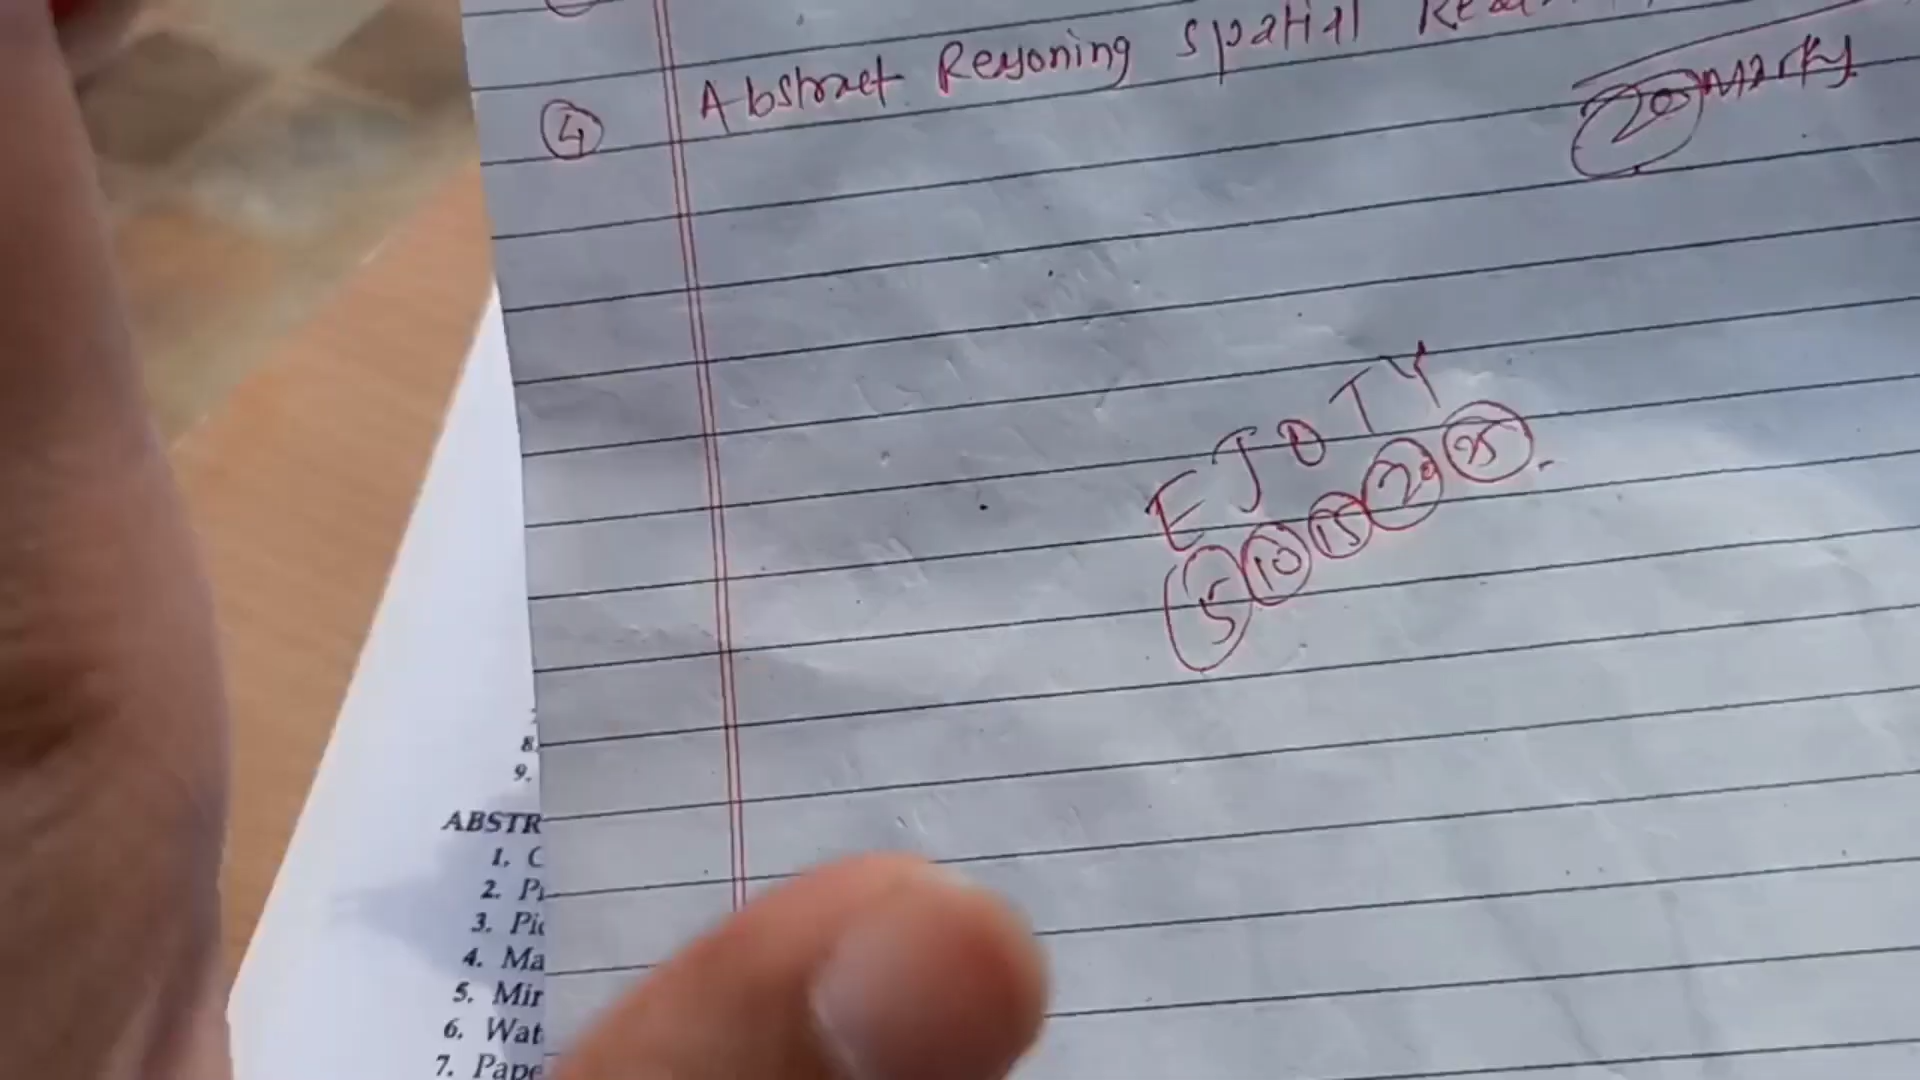 ④ Abstract Reasoning Spatial
20 Marks
E J O T Y
5 10 15 20 25
8.
9.
ABSTR
1. C
2. Pi
3. Pic
4. Ma
5. Mir
6. Wat
7. Pape